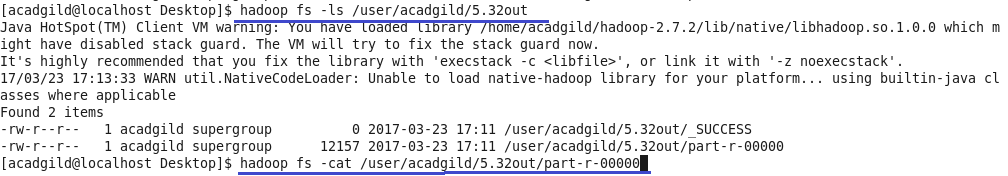 [acadgild@localhost Desktop]$ hadoop fs -ls /user/acadgild/5.32out
Java HotSpot(TM) Client VM warning: You have loaded library /home/acadgild/hadoop-2.7.2/lib/native/libhadoop.so.1.0.0 which m
ight have disabled stack guard. The VM will try to fix the stack guard now.
It's highly recommended that you fix the library with 'execstack -c <libfile>', or link it with '-z noexecstack'.
17/03/23 17:13:33 WARN util.NativeCodeLoader: Unable to load native-hadoop library for your platform... using builtin-java cl
asses where applicable
Found 2 items
-rw-r--r--   1 acadgild supergroup          0 2017-03-23 17:11 /user/acadgild/5.32out/_SUCCESS
-rw-r--r--   1 acadgild supergroup      12157 2017-03-23 17:11 /user/acadgild/5.32out/part-r-00000
[acadgild@localhost Desktop]$ hadoop fs -cat /user/acadgild/5.32out/part-r-00000